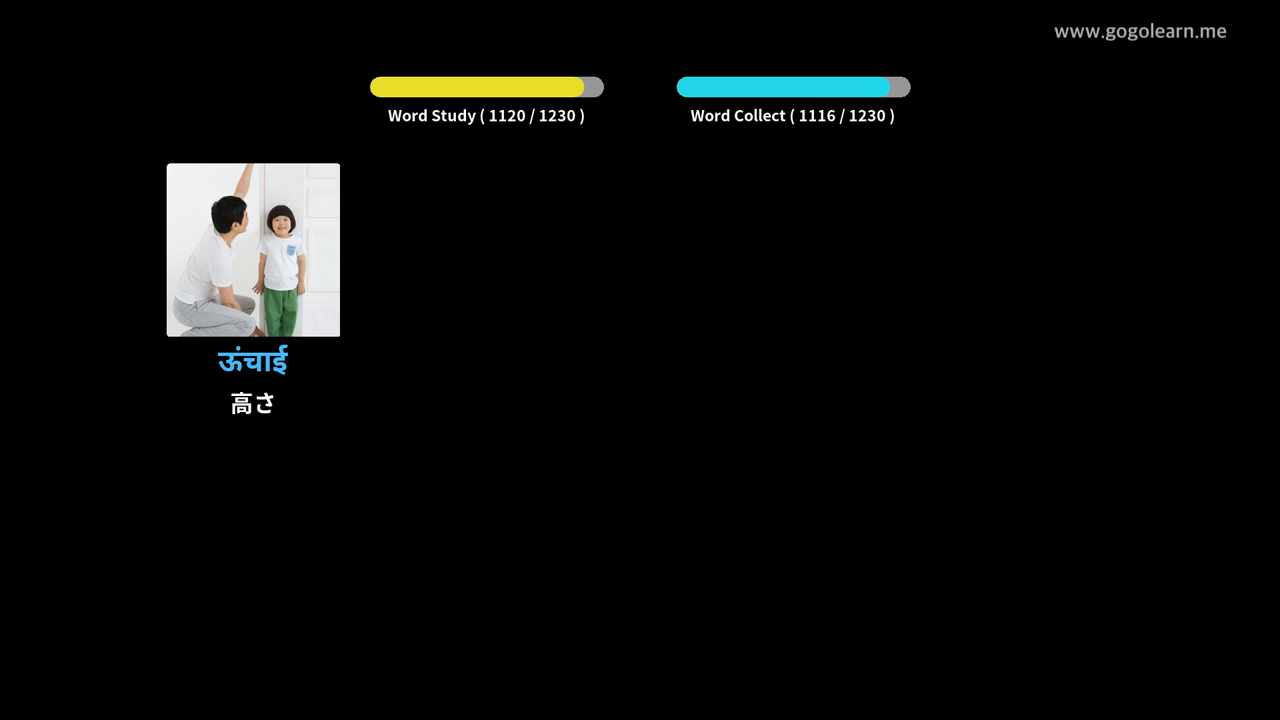 www.gogolearn.me
Word Study ( 1120 / 1230 )
Word Collect ( 1116 / 1230 )
ऊंचाई
高さ